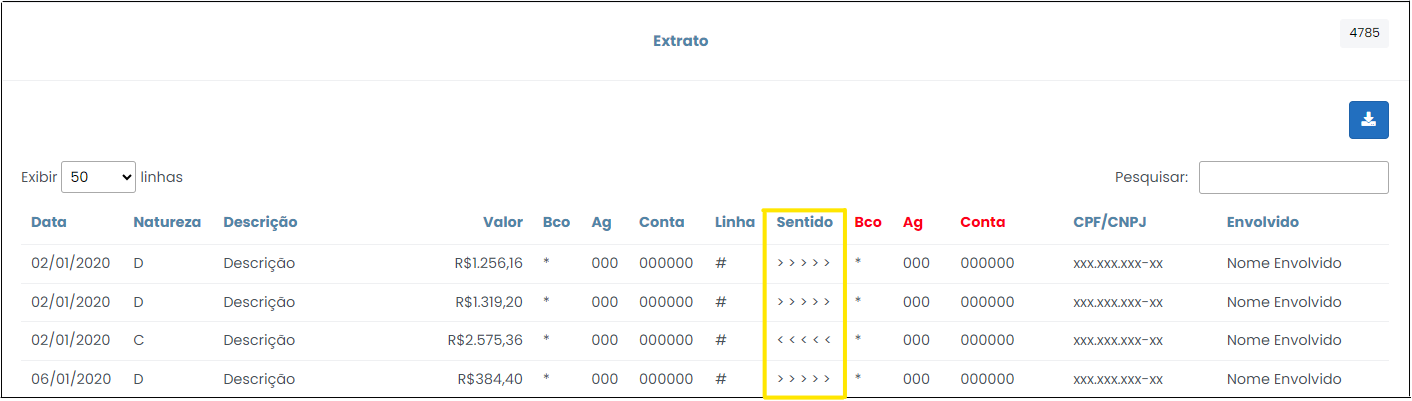 Extrato
4785
Exibir 50 linhas
Pesquisar:
Data Natureza Descrição Valor Bco Ag Conta Linha Sentido Bco Ag Conta CPF/CNPJ Envolvido
02/01/2020 D Descrição R$1.256,16 * 000 000000 # > > > > > * 000 000000 xxx.xxx.xxx-xx Nome Envolvido
02/01/2020 D Descrição R$1.319,20 * 000 000000 # > > > > > * 000 000000 xxx.xxx.xxx-xx Nome Envolvido
02/01/2020 C Descrição R$2.575,36 * 000 000000 # < < < < < * 000 000000 xxx.xxx.xxx-xx Nome Envolvido
06/01/2020 D Descrição R$384,40 * 000 000000 # > > > > > * 000 000000 xxx.xxx.xxx-xx Nome Envolvido